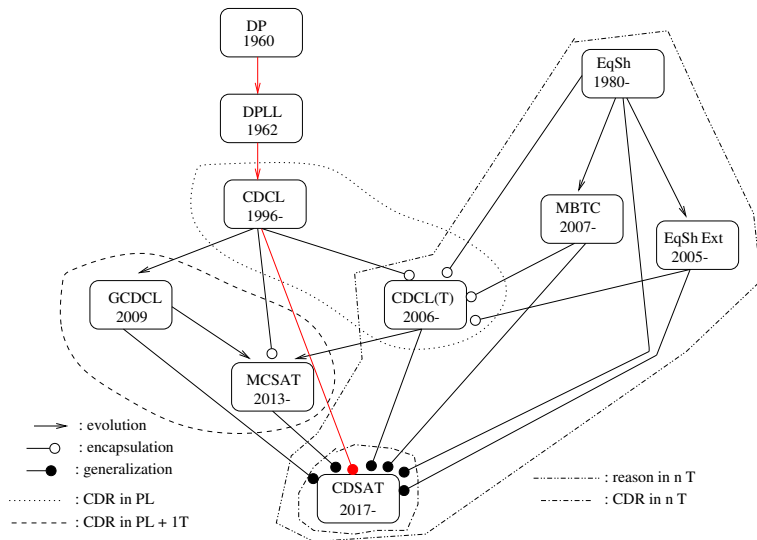 DP
1960
EqSh
1980-
DPLL
1962
CDCL
1996-
MBTC
2007-
EqSh Ext
2005-
GCDCL
2009
CDCL(T)
2006-
MCSAT
2013-
: evolution
: encapsulation
: generalization
: CDR in PL
: CDR in PL + 1T
CDSAT
2017-
: reason in n T
: CDR in n T